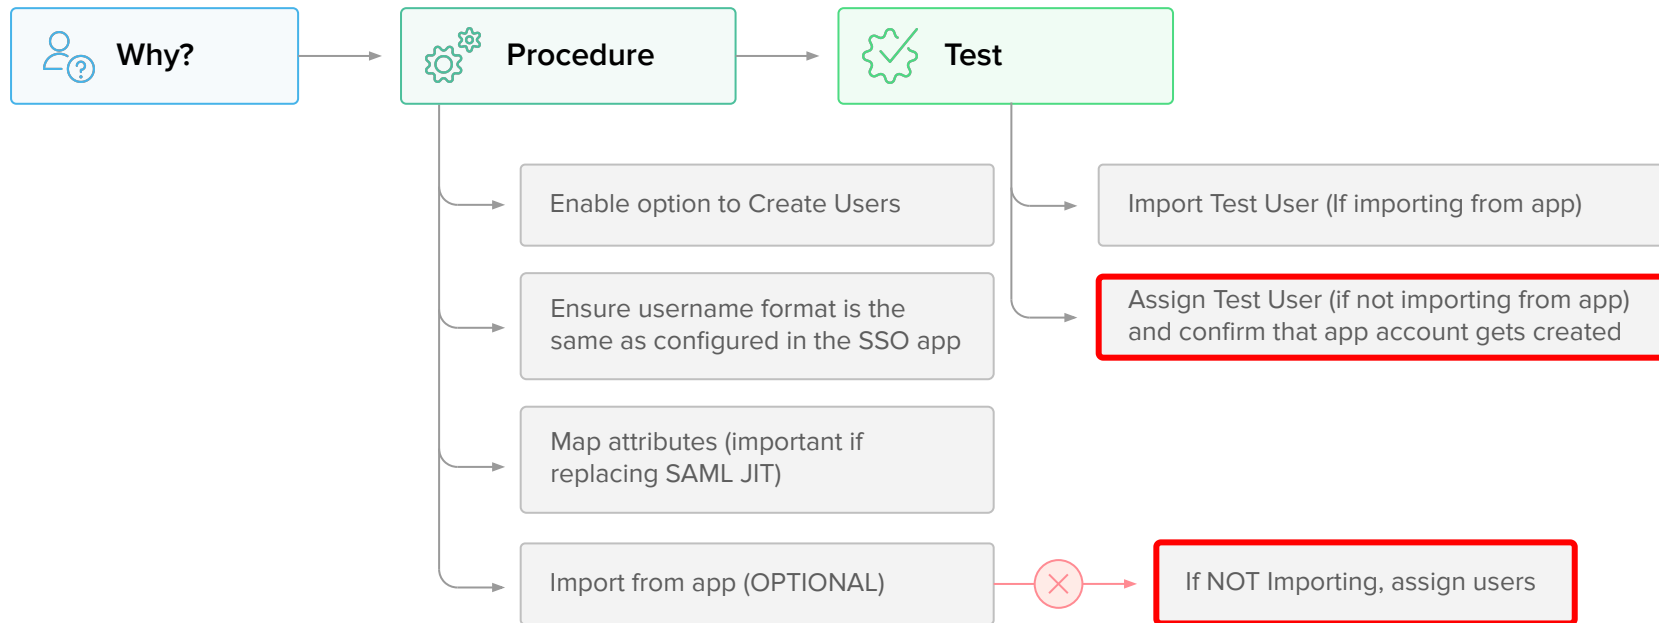 Why?
Procedure
Test
Enable option to Create Users
Import Test User (If importing from app)
Ensure username format is the
same as configured in the SSO app
Assign Test User (if not importing from app)
and confirm that app account gets created
Map attributes (important if
replacing SAML JIT)
Import from app (OPTIONAL)
If NOT Importing, assign users